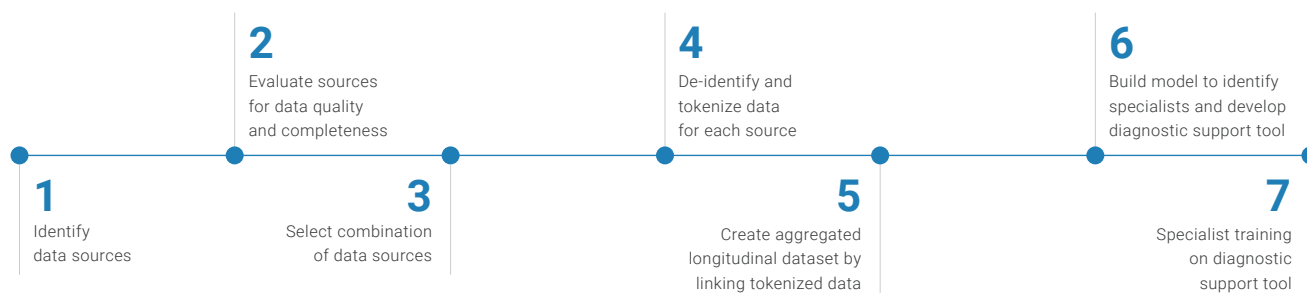 1
Identify
data sources
2
Evaluate sources
for data quality
and completeness
3
Select combination
of data sources
4
De-identify and
tokenize data
for each source
5
Create aggregated
longitudinal dataset by
linking tokenized data
6
Build model to identify
specialists and develop
diagnostic support tool
7
Specialist training
on diagnostic
support tool